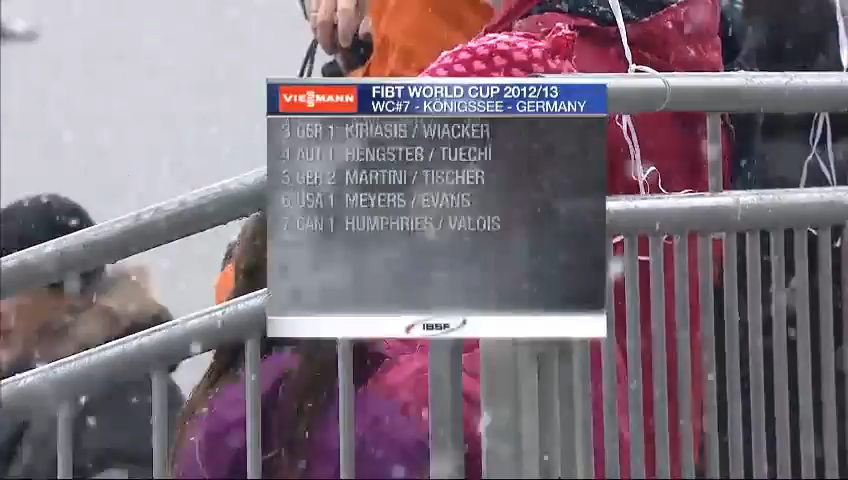 VIESMANN
FIBT WORLD CUP 2012/13
WC#7 - KÖNIGSSEE - GERMANY
3 GER 1 KIRIASIS / WIACKER
4 AUT 1 HENGSTER / TUECHI
5 GER 2 MARTINI / TISCHER
6 USA 1 MEYERS / EVANS
7 CAN 1 HUMPHRIES / VALOIS
IBSF